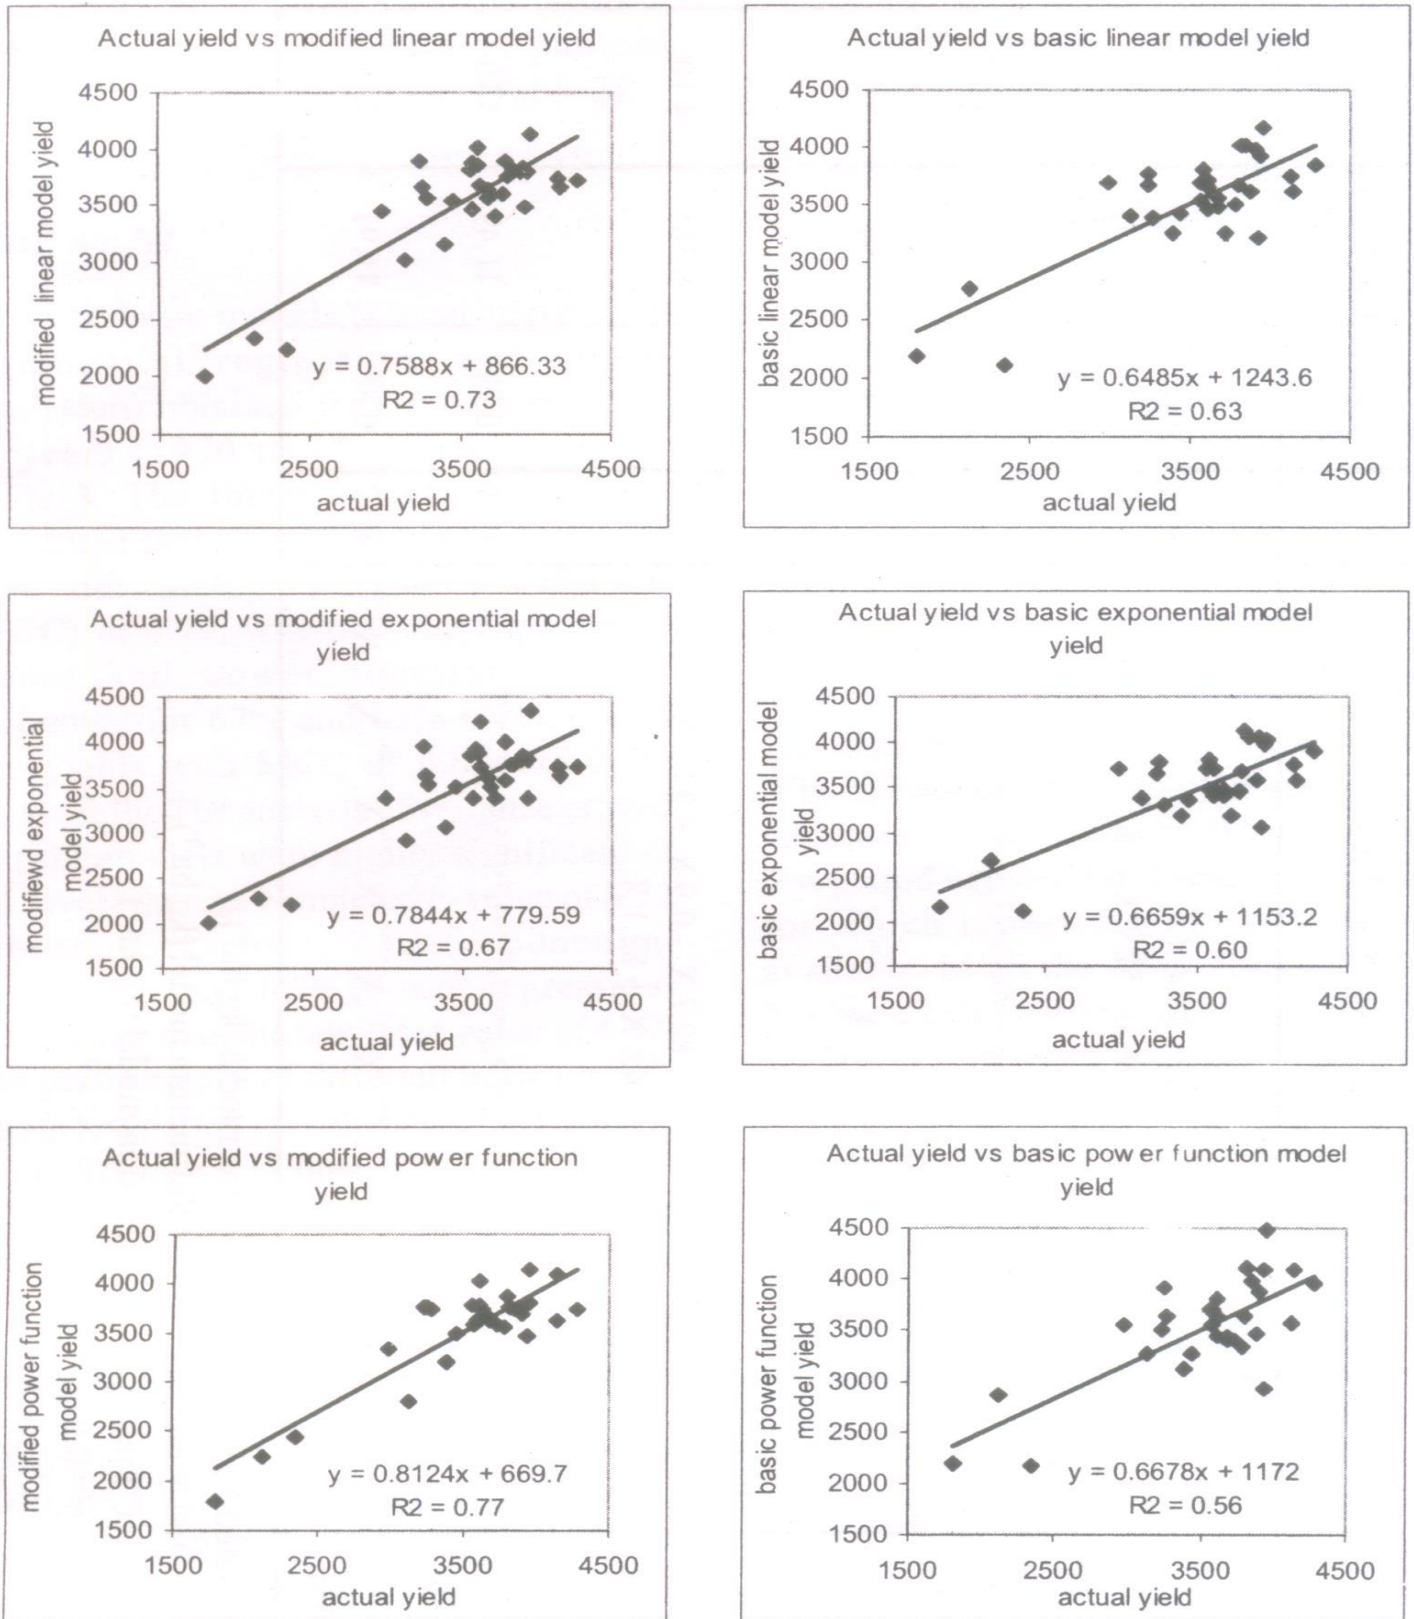 Actual yield vs modified linear model yield
modified linear model yield
4500
4000
3500
3000
2500
2000
1500
y = 0.7588x + 866.33
R2 = 0.73
1500 2500 3500 4500
actual yield
Actual yield vs basic linear model yield
basic linear model yield
4500
4000
3500
3000
2500
2000
1500
y = 0.6485x + 1243.6
R2 = 0.63
1500 2500 3500 4500
actual yield
Actual yield vs modified exponential model
yield
modifiewd exponential
model yield
4500
4000
3500
3000
2500
2000
1500
y = 0.7844x + 779.59
R2 = 0.67
1500 2500 3500 4500
actual yield
Actual yield vs basic exponential model
yield
basic exponential model
yield
4500
4000
3500
3000
2500
2000
1500
y = 0.6659x + 1153.2
R2 = 0.60
1500 2500 3500 4500
actual yield
Actual yield vs modified power function
yield
modified power function
model yield
4500
4000
3500
3000
2500
2000
1500
y = 0.8124x + 669.7
R2 = 0.77
1500 2500 3500 4500
actual yield
Actual yield vs basic power function model
yield
basic power function
model yield
4500
4000
3500
3000
2500
2000
1500
y = 0.6678x + 1172
R2 = 0.56
1500 2500 3500 4500
actual yield